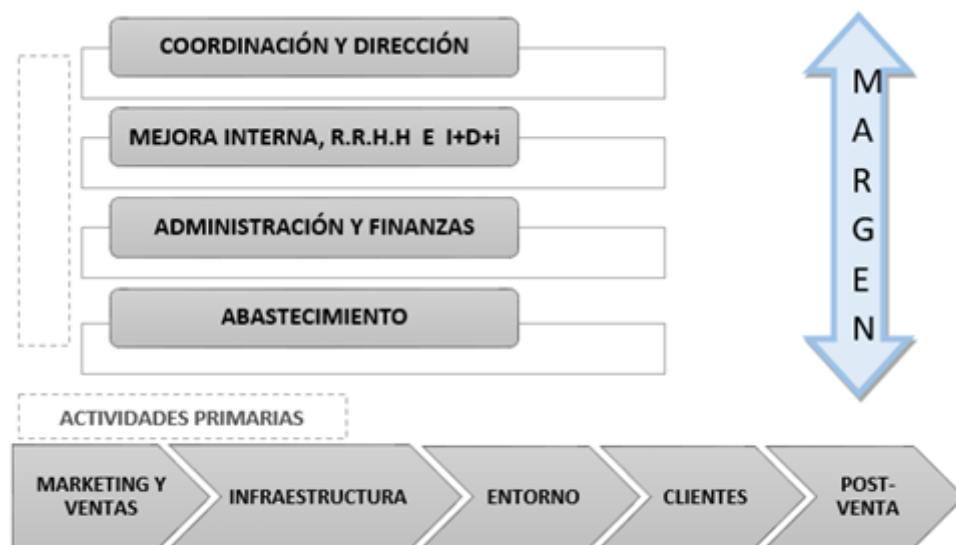 COORDINACIÓN Y DIRECCIÓN
MEJORA INTERNA, R.R.H.H E I+D+i
ADMINISTRACIÓN Y FINANZAS
ABASTECIMIENTO
M
A
R
G
E
N
ACTIVIDADES PRIMARIAS
MARKETING Y
VENTAS
INFRAESTRUCTURA
ENTORNO
CLIENTES
POST-
VENTA